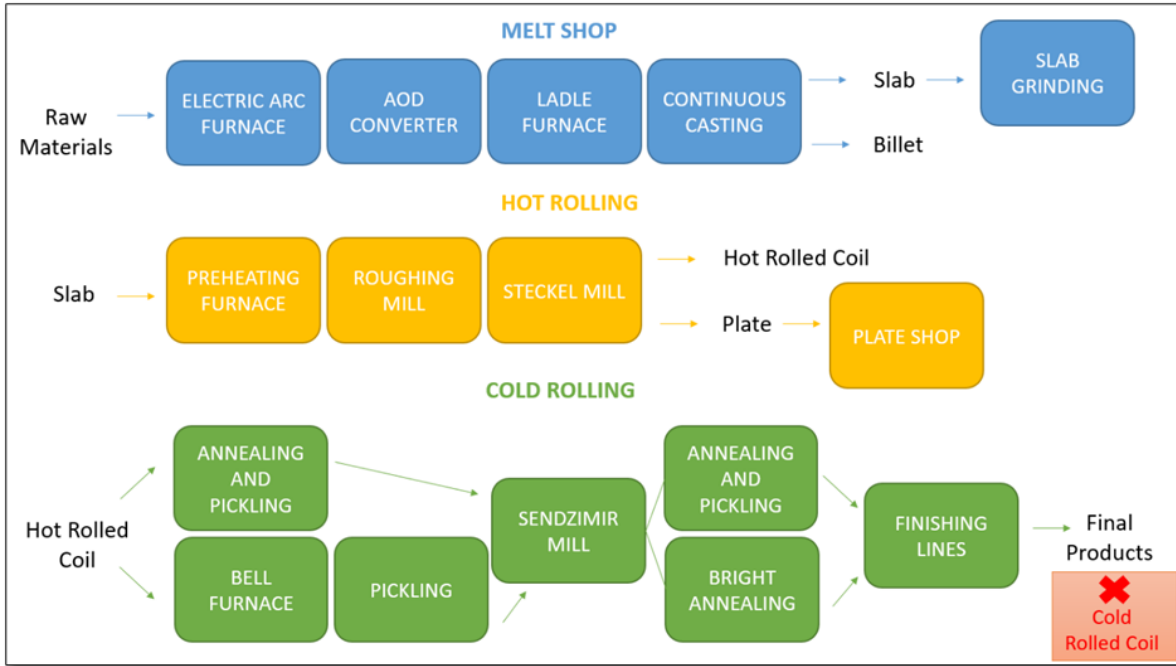 MELT SHOP
Raw
Materials
ELECTRIC ARC
FURNACE
AOD
CONVERTER
LADLE
FURNACE
CONTINUOUS
CASTING
Slab
Billet
SLAB
GRINDING
HOT ROLLING
Slab
PREHEATING
FURNACE
ROUGHING
MILL
STECKEL MILL
Hot Rolled Coil
Plate
PLATE SHOP
COLD ROLLING
Hot Rolled
Coil
ANNEALING
AND
PICKLING
BELL
FURNACE
PICKLING
SENDZIMIR
MILL
ANNEALING
AND
PICKLING
BRIGHT
ANNEALING
FINISHING
LINES
Final
Products
Cold
Rolled Coil